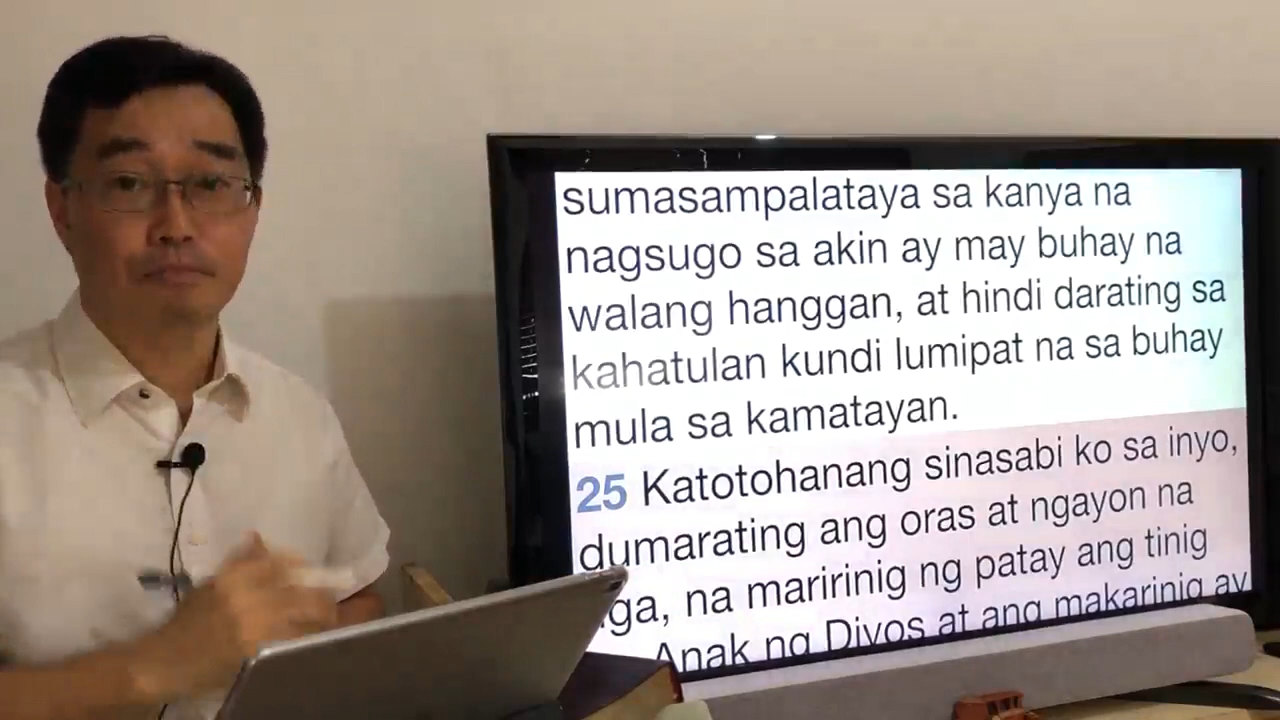 sumasampalataya sa kanya na
nagsugo sa akin ay may buhay na
walang hanggan, at hindi darating sa
kahatulan kundi lumipat na sa buhay
mula sa kamatayan.
25 Katotohanang sinasabi ko sa inyo,
dumarating ang oras at ngayon na
nga, na maririnig ng patay ang tinig
Anak ng Diyos at ang makarinig ay